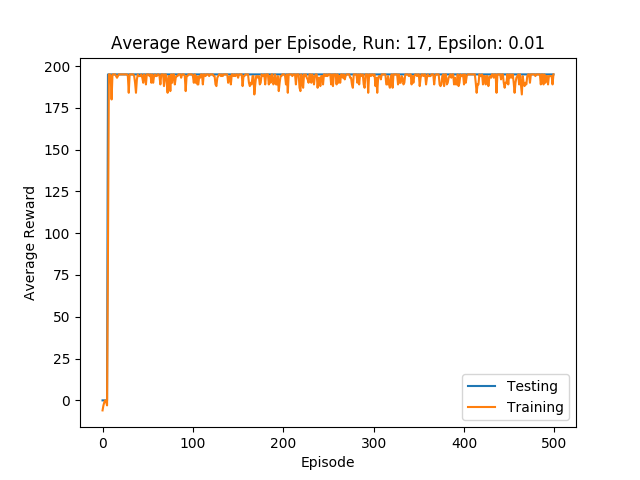 Average Reward per Episode, Run: 17, Epsilon: 0.01
200
175
150
125
100
75
50
25
0
Average Reward
0 100 200 300 400 500
Episode
Testing
Training